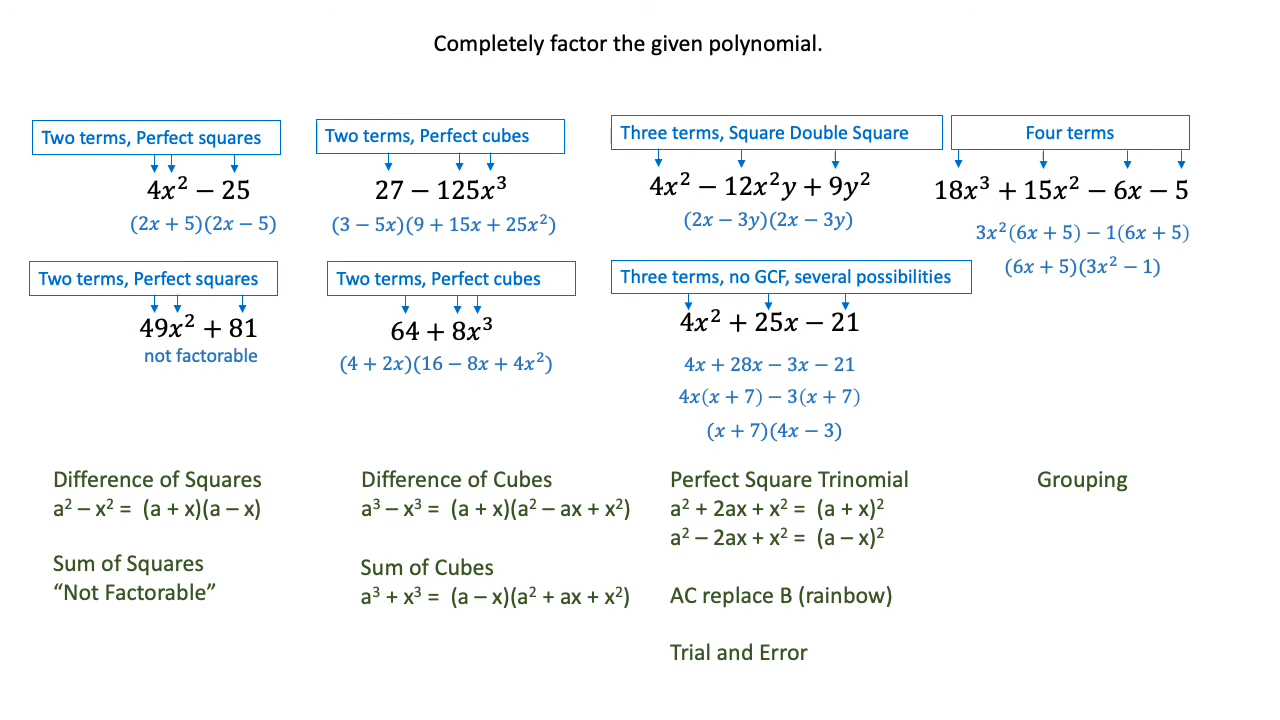 Completely factor the given polynomial.
Two terms, Perfect squares
4x² − 25
(2x + 5)(2x − 5)
Two terms, Perfect squares
49x² + 81
not factorable
Difference of Squares
a² – x² = (a + x)(a – x)
Sum of Squares
“Not Factorable”
Two terms, Perfect cubes
27 − 125x³
(3 − 5x)(9 + 15x + 25x²)
Two terms, Perfect cubes
64 + 8x³
(4 + 2x)(16 − 8x + 4x²)
Difference of Cubes
a³ – x³ = (a + x)(a² – ax + x²)
Sum of Cubes
a³ + x³ = (a – x)(a² + ax + x²)
Three terms, Square Double Square
4x² − 12x²y + 9y²
(2x − 3y)(2x − 3y)
Three terms, no GCF, several possibilities
4x² + 25x − 21
4x + 28x − 3x − 21
4x(x + 7) − 3(x + 7)
(x + 7)(4x − 3)
Perfect Square Trinomial
a² + 2ax + x² = (a + x)²
a² – 2ax + x² = (a – x)²
AC replace B (rainbow)
Trial and Error
Four terms
18x³ + 15x² − 6x − 5
3x²(6x + 5) − 1(6x + 5)
(6x + 5)(3x² − 1)
Grouping